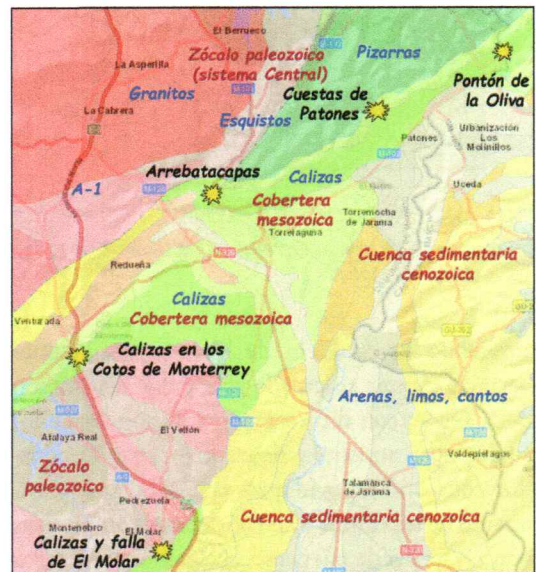 El Berrueco
Zócalo paleozoico
(sistema Central)
Pizarras
La Asperilla
Granitos
Cuestas de
Patones
Pontón de
la Oliva
La Cabrera
Esquistos
Patones
Urbanización
Los
Molinillos
Arrebatacapas
A-1
Calizas
Uceda
Cobertera
mesozoica
Torremocha
de Jarama
Torrelaguna
N-320
Redueña
Cuenca sedimentaria
cenozoica
Calizas
Cobertera mesozoica
Venturada
Calizas en los
Cotos de Monterrey
Arenas, limos, cantos
Atalaya Real
El Vellón
Valdepiélagos
Zócalo
paleozoico
Talamanca
de Jarama
Pedrezuela
Cuenca sedimentaria cenozoica
Montenebro
El Molar
Calizas y falla
de El Molar
N-320